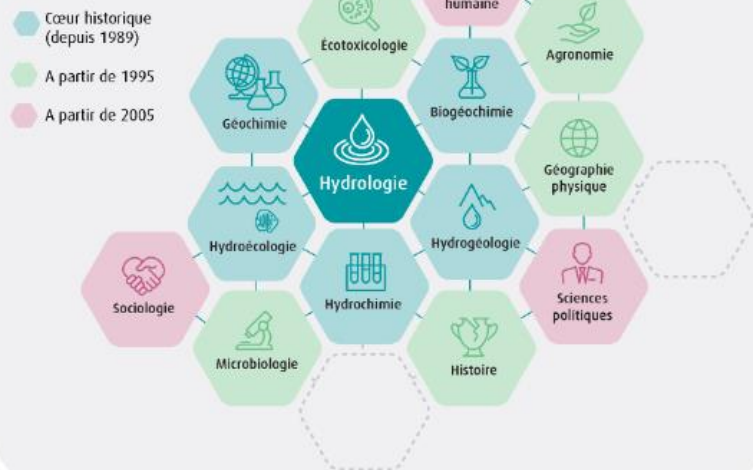 Cœur historique
(depuis 1989)
A partir de 1995
A partir de 2005
humaine
Écotoxicologie
Agronomie
Géochimie
Biogéochimie
Hydrologie
Géographie
physique
Hydroécologie
Hydrogéologie
Sociologie
Hydrochimie
Sciences
politiques
Microbiologie
Histoire